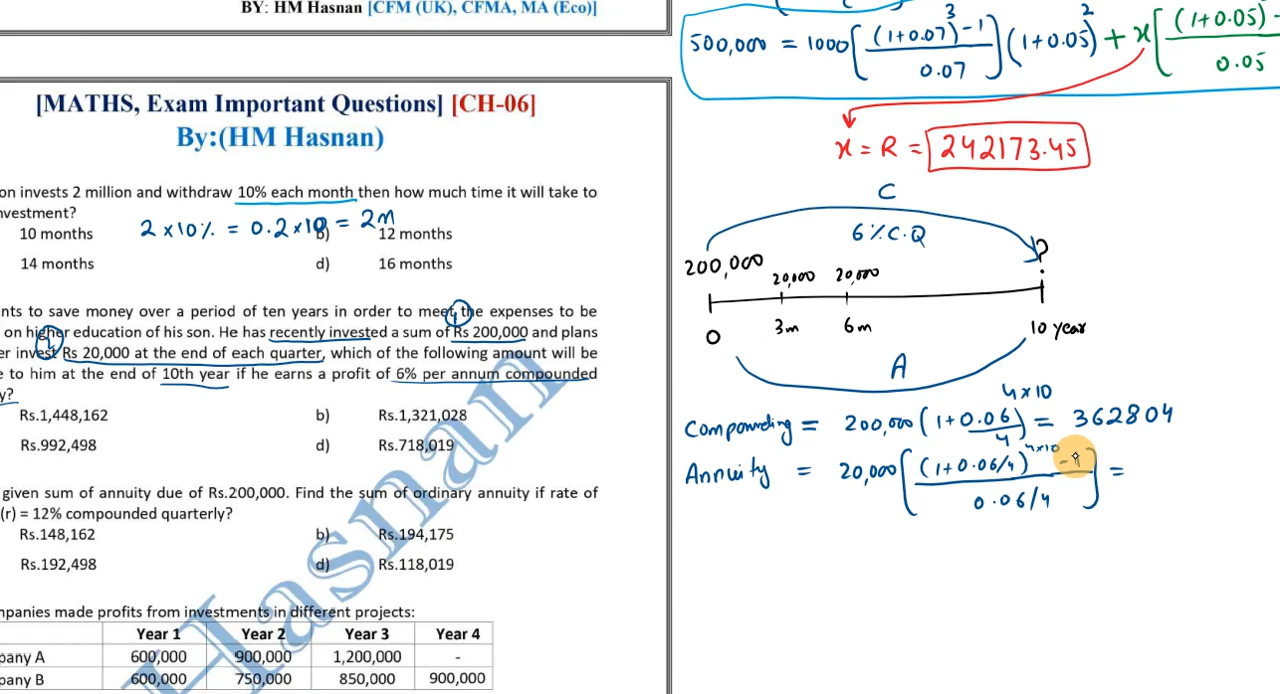 BY: HM Hasnan [CFM (UK), CFMA, MA (Eco)]
[MATHS, Exam Important Questions] [CH-06]
By:(HM Hasnan)
on invests 2 million and withdraw 10% each month then how much time it will take to
nvestment?
2 × 10% = 0.2 × 10 = 2m
10 months
b) 12 months
14 months
d) 16 months
nts to save money over a period of ten years in order to meet the expenses to be
on higher education of his son. He has recently invested a sum of Rs 200,000 and plans
er invest Rs 20,000 at the end of each quarter, which of the following amount will be
e to him at the end of 10th year if he earns a profit of 6% per annum compounded
y?
1
2
Rs.1,448,162
b) Rs.1,321,028
Rs.992,498
d) Rs.718,019
given sum of annuity due of Rs.200,000. Find the sum of ordinary annuity if rate of
(r) = 12% compounded quarterly?
Rs.148,162
b) Rs.194,175
Rs.192,498
d) Rs.118,019
mpanies made profits from investments in different projects:
Year 1 Year 2 Year 3 Year 4
pany A 600,000 900,000 1,200,000 -
pany B 600,000 750,000 850,000 900,000
Hasnan
500,000 = 1000[(1+0.07)³-1/0.07](1+0.05)² + x[(1+0.05)
0.05
x = R = 242173.45
C
6% C.Q
200,000 20,000 20,000 ?
0 3m 6m 10 year
A
Compounding = 200,000(1+0.06/4)^4×10 = 362804
Annuity = 20,000[(1+0.06/4)^4×10 -1/0.06/4] =